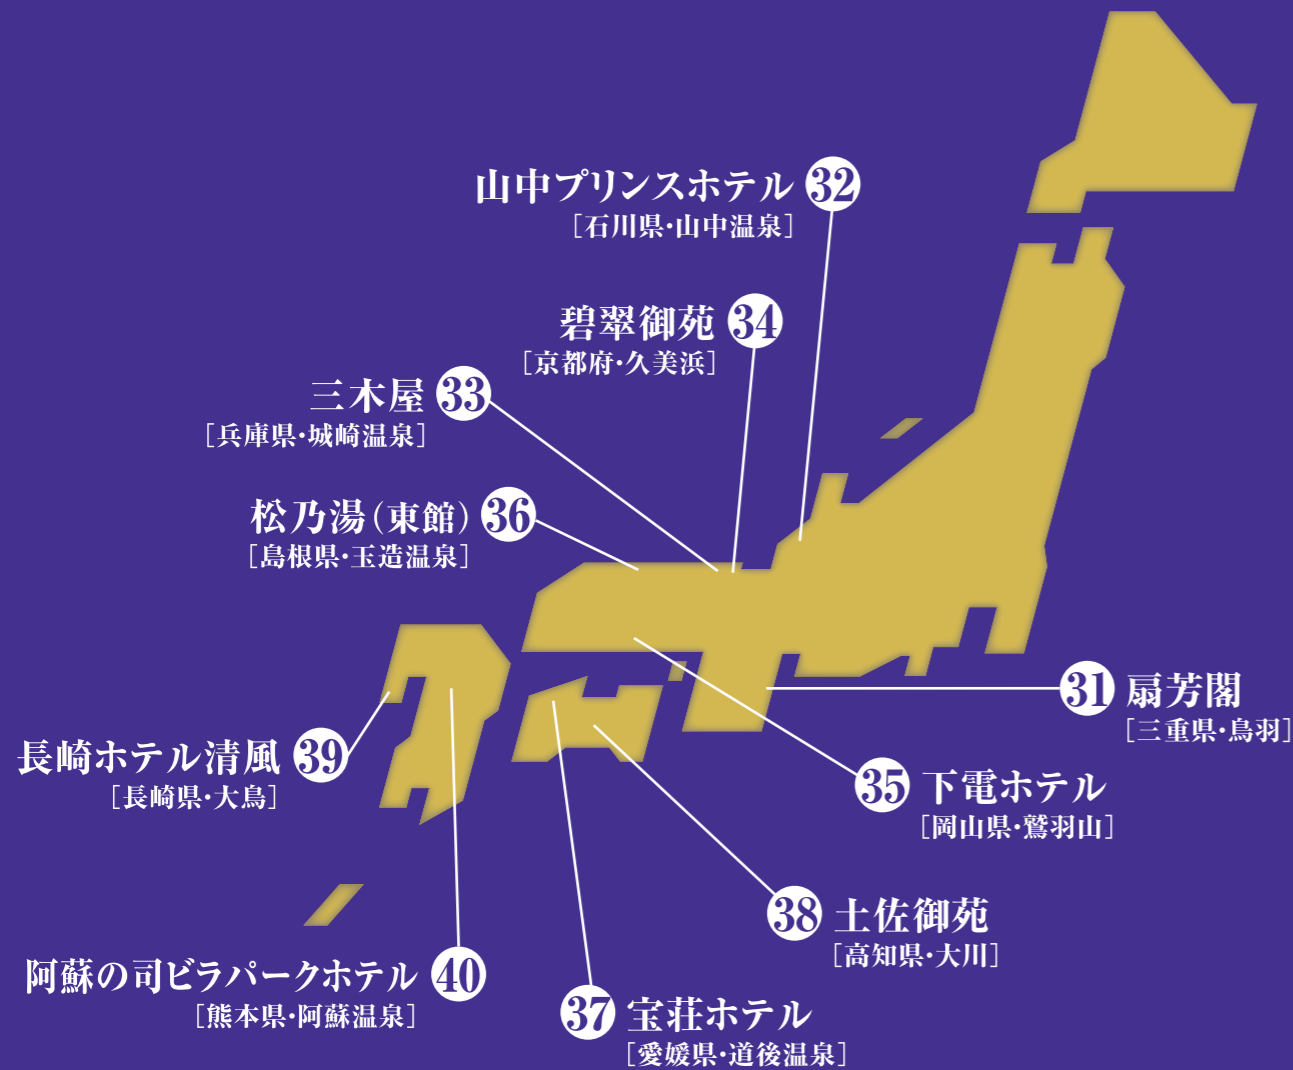 山中プリンスホテル 32
[石川県・山中温泉]
碧翠御苑 34
[京都府・久美浜]
三木屋 33
[兵庫県・城崎温泉]
松乃湯(東館) 36
[島根県・玉造温泉]
31 扇芳閣
[三重県・鳥羽]
長崎ホテル清風 39
[長崎県・大鳥]
35 下電ホテル
[岡山県・鷲羽山]
38 土佐御苑
[高知県・大川]
阿蘇の司ビラパークホテル 40
[熊本県・阿蘇温泉]
37 宝荘ホテル
[愛媛県・道後温泉]